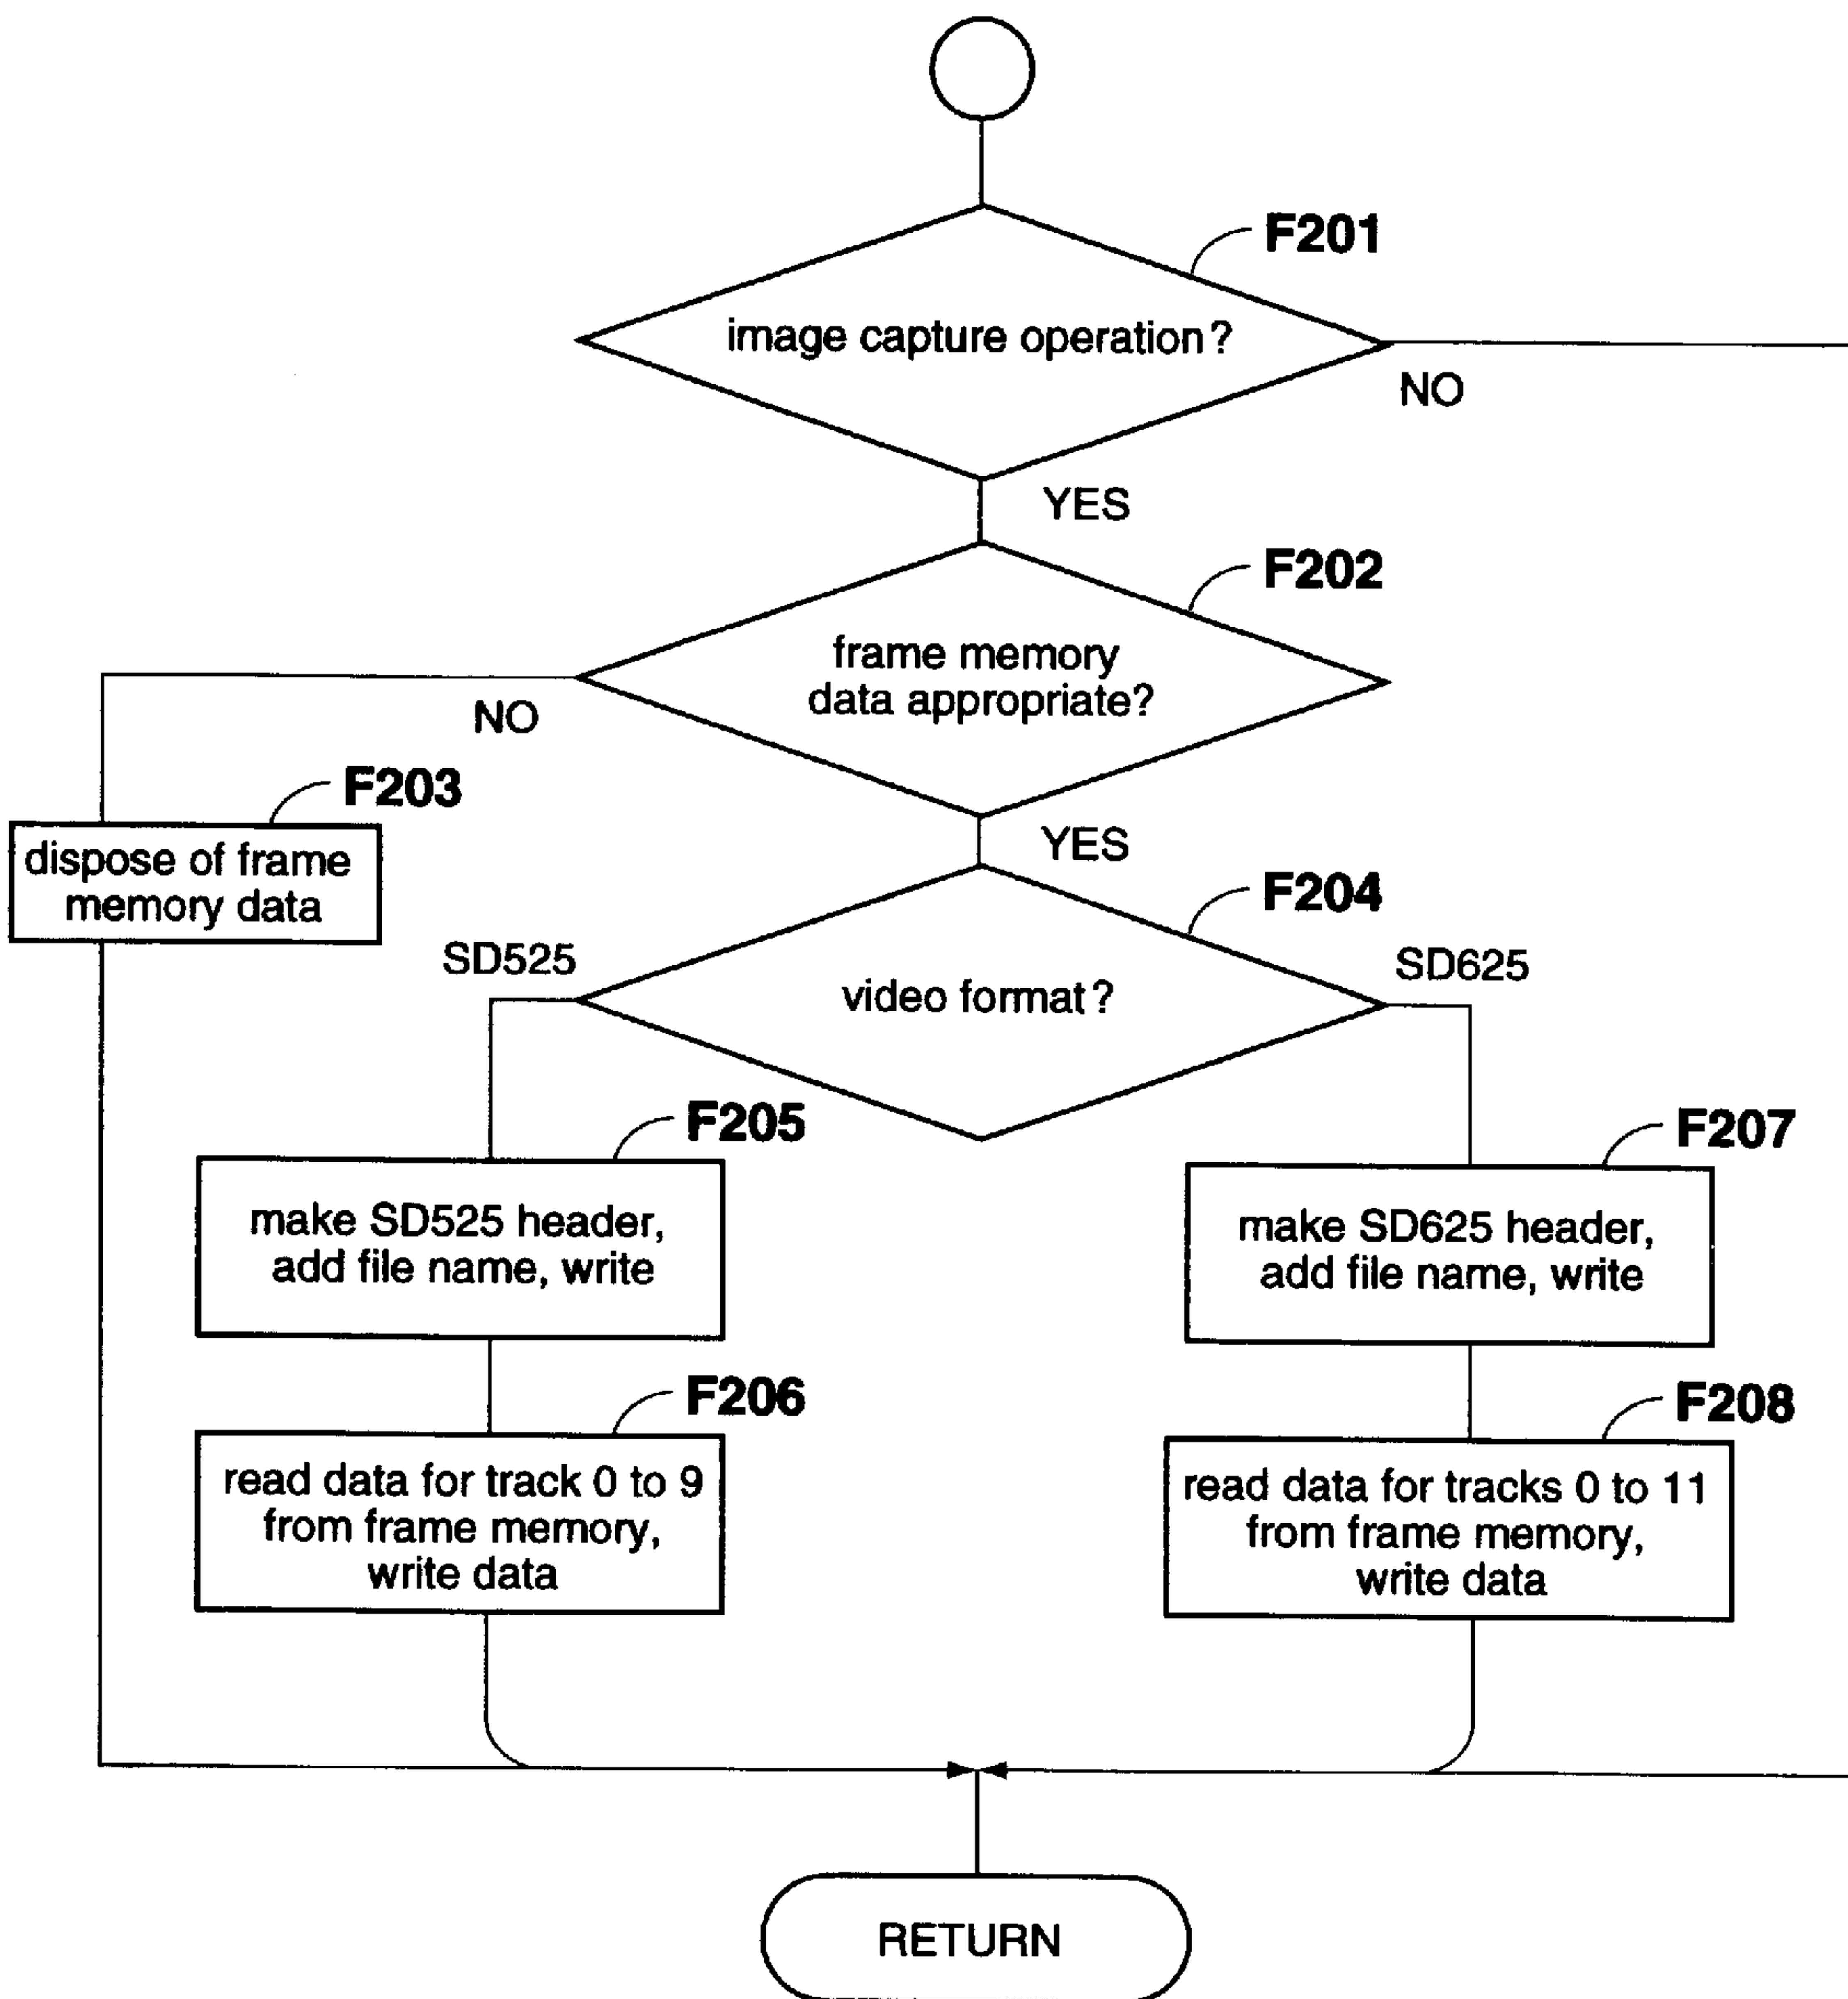 F201
image capture operation?
NO
YES
F202
frame memory
data appropriate?
NO
F203
dispose of frame
memory data
YES
F204
SD525
video format?
SD625
F205
make SD525 header,
add file name, write
F207
make SD625 header,
add file name, write
F206
read data for track 0 to 9
from frame memory,
write data
F208
read data for tracks 0 to 11
from frame memory,
write data
RETURN